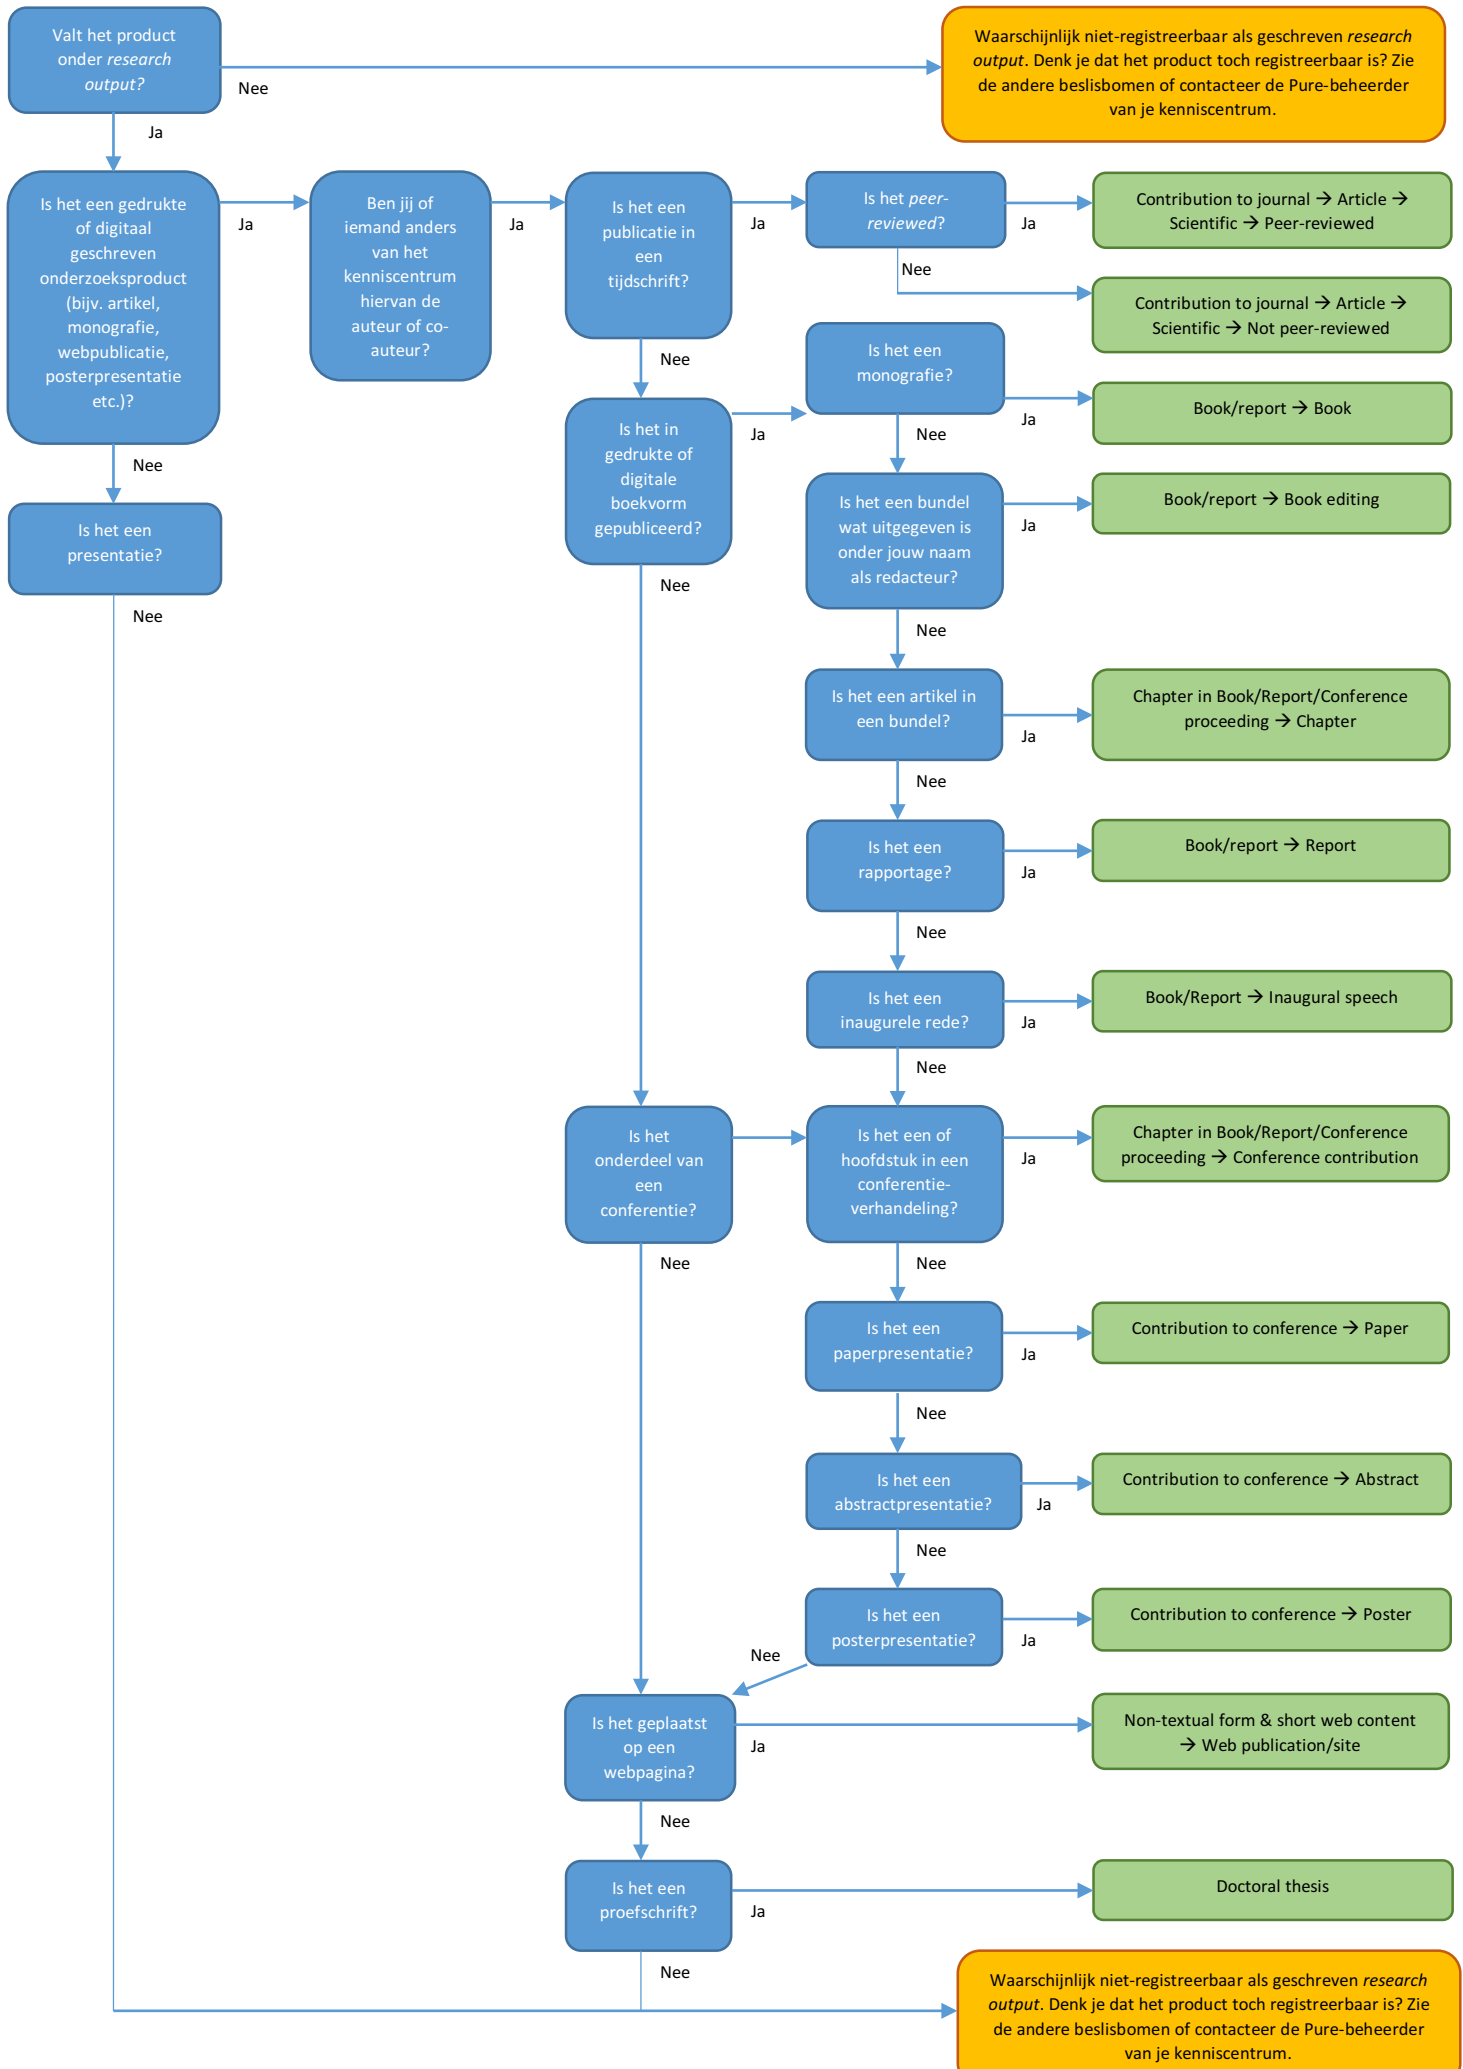 Valt het product
onder research
output?
Nee
Waarschijnlijk niet-registreerbaar als geschreven research
output. Denk je dat het product toch registreerbaar is? Zie
de andere beslisbomen of contacteer de Pure-beheerder
van je kenniscentrum.
Ja
Is het een gedrukte
of digitaal
geschreven
onderzoeksproduct
(bijv. artikel,
monografie,
webpublicatie,
posterpresentatie
etc.)?
Ja
Ben jij of
iemand anders
van het
kenniscentrum
hiervan de
auteur of co-
auteur?
Ja
Is het een
publicatie in
een
tijdschrift?
Ja
Is het peer-
reviewed?
Ja
Contribution to journal → Article →
Scientific → Peer-reviewed
Nee
Contribution to journal → Article →
Scientific → Not peer-reviewed
Nee
Is het een
monografie?
Ja
Book/report → Book
Nee
Is het in
gedrukte of
digitale
boekvorm
gepubliceerd?
Ja
Nee
Is het een
presentatie?
Nee
Is het een bundel
wat uitgegeven is
onder jouw naam
als redacteur?
Ja
Book/report → Book editing
Nee
Nee
Is het een artikel in
een bundel?
Ja
Chapter in Book/Report/Conference
proceeding → Chapter
Nee
Is het een
rapportage?
Ja
Book/report → Report
Nee
Is het een
inaugurele rede?
Ja
Book/Report → Inaugural speech
Nee
Is het
onderdeel van
een
conferentie?
Is het een of
hoofdstuk in een
conferentie-
verhandeling?
Ja
Chapter in Book/Report/Conference
proceeding → Conference contribution
Nee
Nee
Is het een
paperpresentatie?
Ja
Contribution to conference → Paper
Nee
Is het een
abstractpresentatie?
Ja
Contribution to conference → Abstract
Nee
Is het een
posterpresentatie?
Ja
Contribution to conference → Poster
Nee
Is het geplaatst
op een
webpagina?
Ja
Non-textual form & short web content
→ Web publication/site
Nee
Is het een
proefschrift?
Ja
Doctoral thesis
Nee
Waarschijnlijk niet-registreerbaar als geschreven research
output. Denk je dat het product toch registreerbaar is? Zie
de andere beslisbomen of contacteer de Pure-beheerder
van je kenniscentrum.